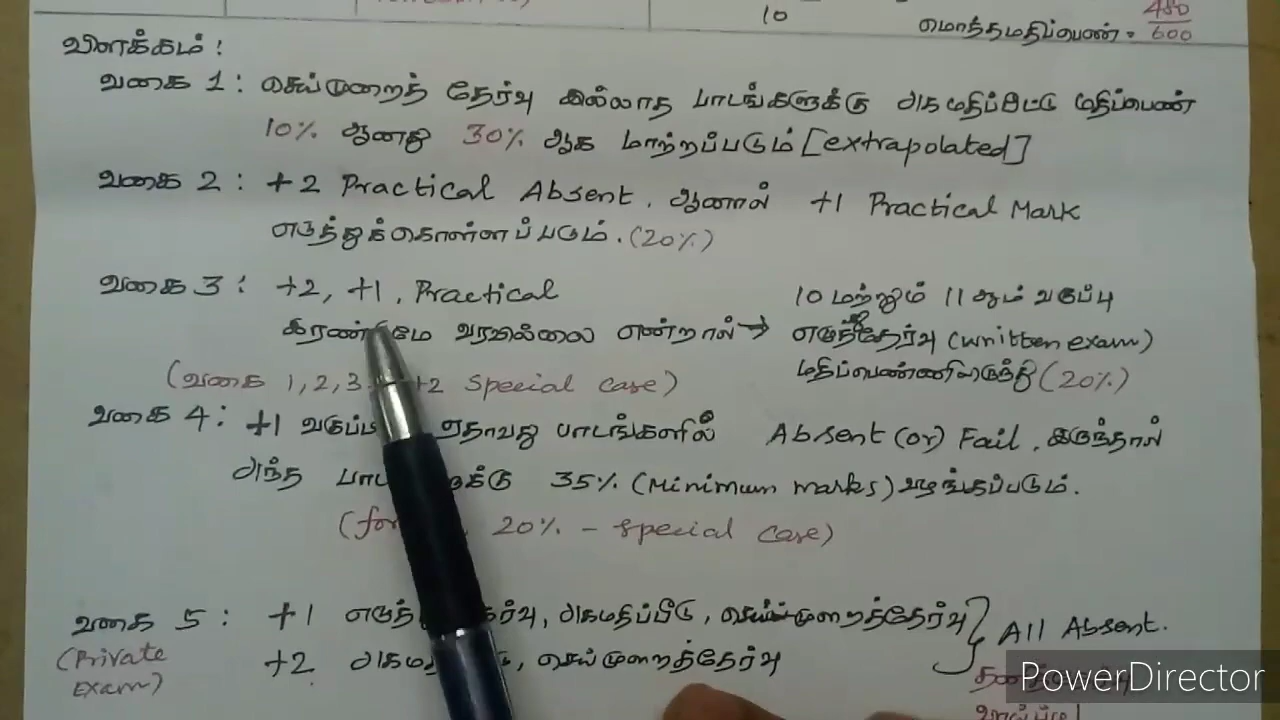 10
மொத்தமதிப்பெண் = 480/600
விளக்கம் :
வகை 1 : செய்முறைத் தேர்வு இல்லாத பாடங்களுக்கு அகமதிப்பீட்டு மதிப்பெண்
10% ஆனது 30% ஆக மாற்றப்படும் [extrapolated]
வகை 2 : +2 Practical Absent. ஆனால் +1 Practical Mark
எடுத்துக்கொள்ளப்படும். (20%)
வகை 3 : +2, +1, Practical 10 மற்றும் 11 ஆம் வகுப்பு
வரவில்லை என்றால் → எழுத்தேர்வு (written exam)
(வகை 1, 2, 3 +2 Special Case) மதிப்பெண்ணிலிருந்து (20%)
வகை 4 : +1 ஏதாவது பாடங்களில் Absent (or) Fail. இருந்தால்
அந்த 35% (Minimum marks) வழங்கப்படும்.
20% - Special Case)
வகை 5 : +1 அகமதிப்பீடு, செய்முறைத்தேர்வு } All Absent.
(Private +2 செய்முறைத்தேர்வு
Exam)
PowerDirector